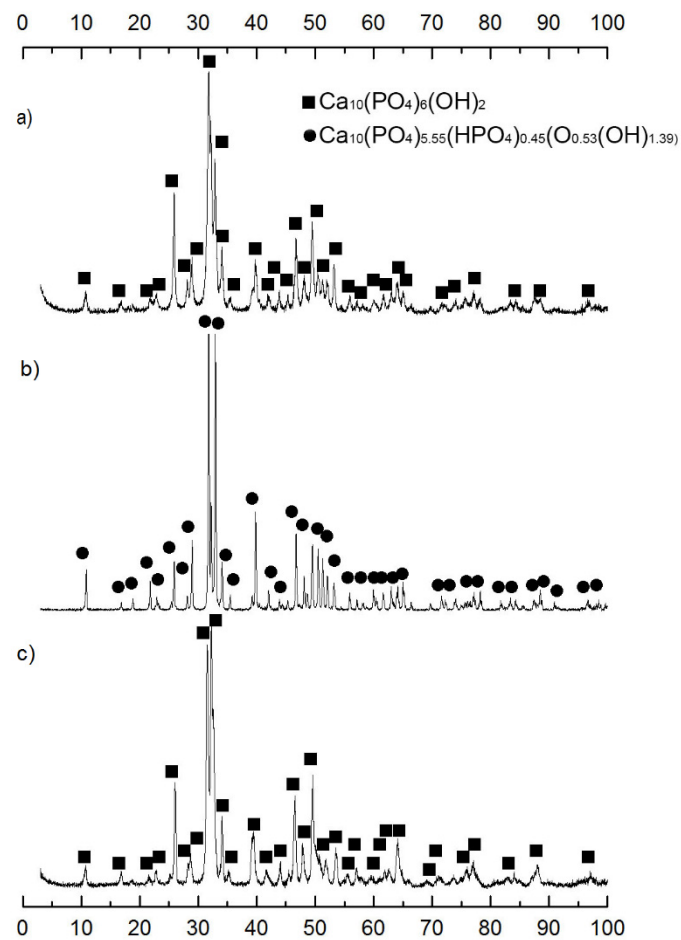 0 10 20 30 40 50 60 70 80 90 100
a)
■ Ca₁₀(PO₄)₆(OH)₂
● Ca₁₀(PO₄)₅.₅₅(HPO₄)₀.₄₅(O₀.₅₃(OH)₁.₃₉)
b)
c)
0 10 20 30 40 50 60 70 80 90 100